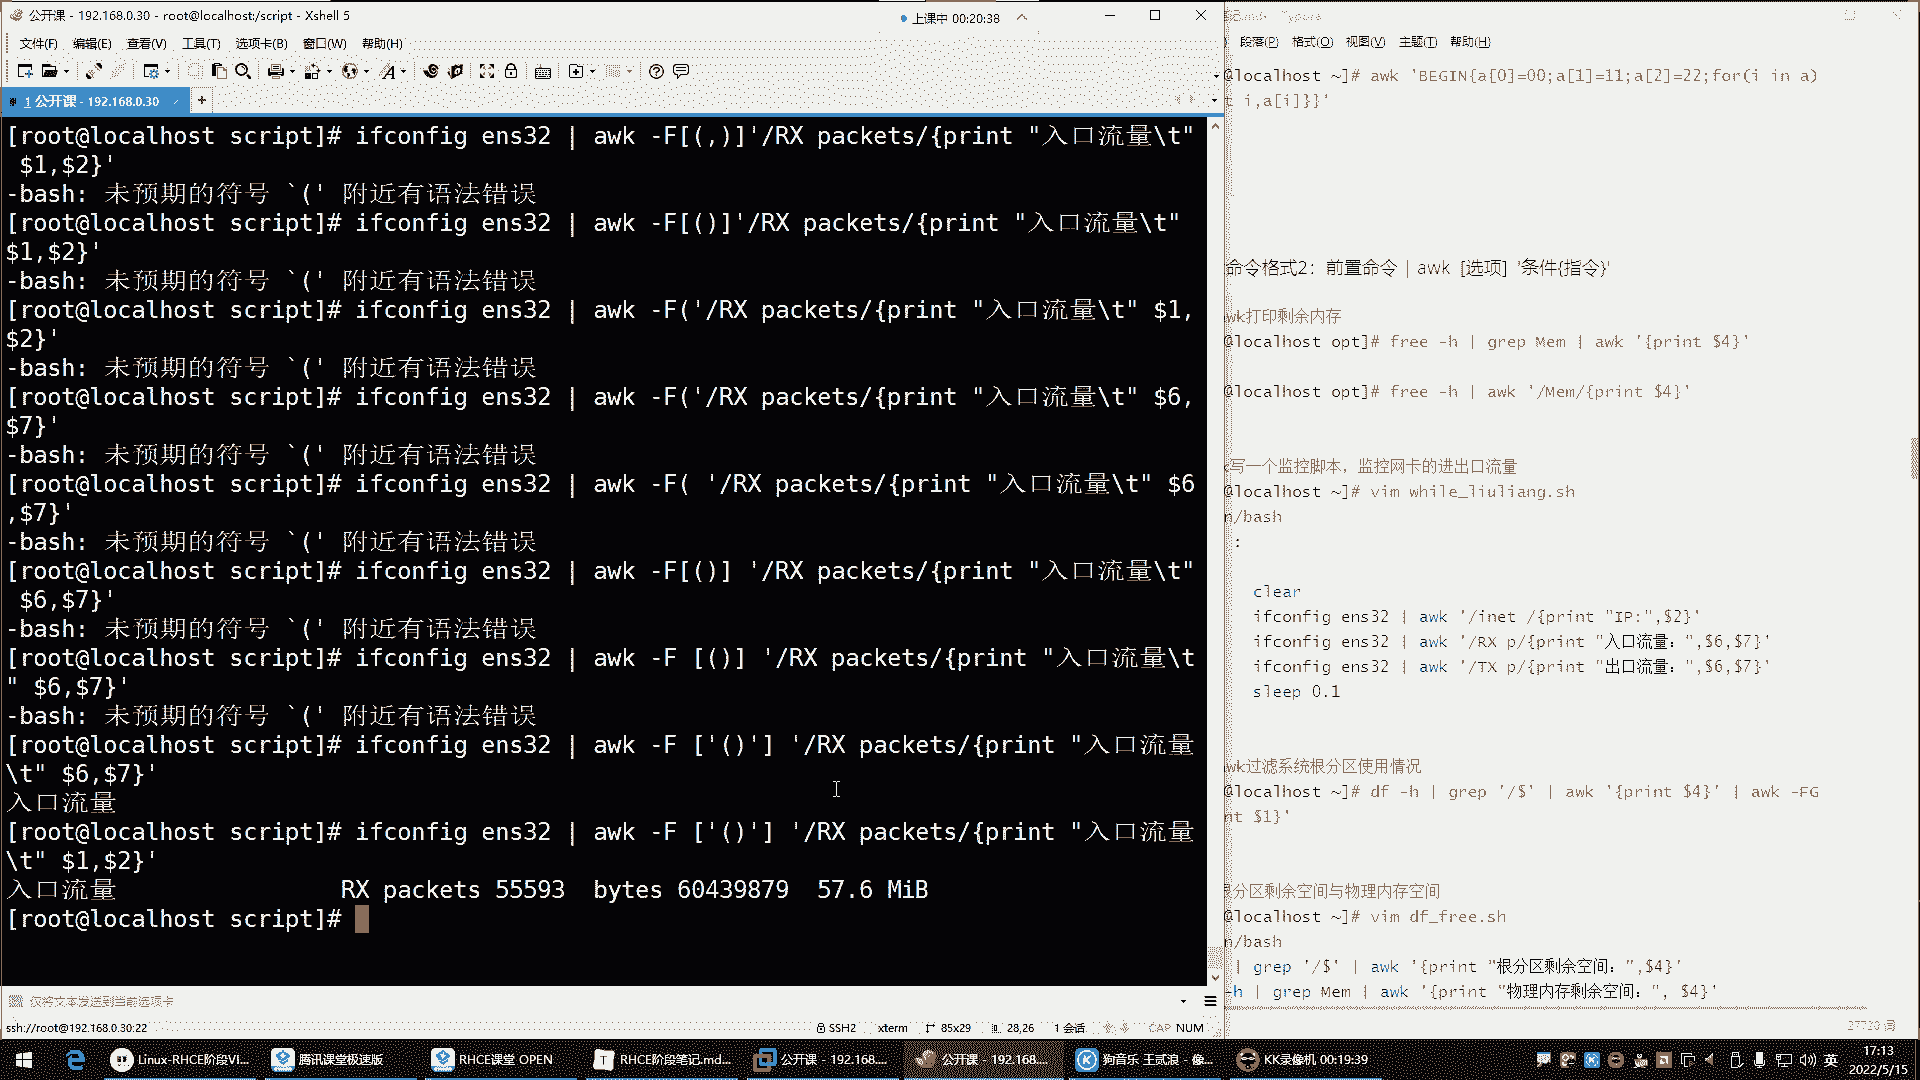 公开课 - 192.168.0.30 - root@localhost:/script - Xshell 5
上课中 00:20:38
文件(F) 编辑(E) 查看(V) 工具(T) 选项卡(B) 窗口(W) 帮助(H)
1 公开课 - 192.168.0.30
[root@localhost script]# ifconfig ens32 | awk -F[(,)]'/RX packets/{print "入口流量\t"
 $1,$2}'
-bash: 未预期的符号 `(' 附近有语法错误
[root@localhost script]# ifconfig ens32 | awk -F[()]'/RX packets/{print "入口流量\t"
$1,$2}'
-bash: 未预期的符号 `(' 附近有语法错误
[root@localhost script]# ifconfig ens32 | awk -F('/RX packets/{print "入口流量\t" $1,
$2}'
-bash: 未预期的符号 `(' 附近有语法错误
[root@localhost script]# ifconfig ens32 | awk -F('/RX packets/{print "入口流量\t" $6,
$7}'
-bash: 未预期的符号 `(' 附近有语法错误
[root@localhost script]# ifconfig ens32 | awk -F( '/RX packets/{print "入口流量\t" $6
,$7}'
-bash: 未预期的符号 `(' 附近有语法错误
[root@localhost script]# ifconfig ens32 | awk -F[()] '/RX packets/{print "入口流量\t"
 $6,$7}'
-bash: 未预期的符号 `(' 附近有语法错误
[root@localhost script]# ifconfig ens32 | awk -F [()] '/RX packets/{print "入口流量\t
" $6,$7}'
-bash: 未预期的符号 `(' 附近有语法错误
[root@localhost script]# ifconfig ens32 | awk -F ['()'] '/RX packets/{print "入口流量
\t" $6,$7}'
入口流量
[root@localhost script]# ifconfig ens32 | awk -F ['()'] '/RX packets/{print "入口流量
\t" $1,$2}'
入口流量 RX packets 55593 bytes 60439879 57.6 MiB
[root@localhost script]#
仅将文本发送到当前选项卡
ssh://root@192.168.0.30:22 SSH2 xterm 85x29 28,26 1 会话 CAP NUM
段落(P) 格式(O) 视图(V) 主题(T) 帮助(H)
@localhost ~]# awk 'BEGIN{a[0]=00;a[1]=11;a[2]=22;for(i in a)
t i,a[i]}}'
命令格式2：前置命令 | awk [选项] '条件{指令}'
wk打印剩余内存
@localhost opt]# free -h | grep Mem | awk '{print $4}'
@localhost opt]# free -h | awk '/Mem/{print $4}'
写一个监控脚本，监控网卡的进出口流量
@localhost ~]# vim while_liuliang.sh
n/bash
:
clear
ifconfig ens32 | awk '/inet /{print "IP:",$2}'
ifconfig ens32 | awk '/RX p/{print "入口流量：",$6,$7}'
ifconfig ens32 | awk '/TX p/{print "出口流量：",$6,$7}'
sleep 0.1
wk过滤系统根分区使用情况
@localhost ~]# df -h | grep '/$' | awk '{print $4}' | awk -FG
nt $1}'
根分区剩余空间与物理内存空间
@localhost ~]# vim df_free.sh
n/bash
| grep '/$' | awk '{print "根分区剩余空间：",$4}'
-h | grep Mem | awk '{print "物理内存剩余空间：", $4}'
27723 词
Linux-RHCE阶段VI... 腾讯课堂极速版 RHCE课堂 OPEN RHCE阶段笔记.md... 公开课 - 192.168.... 公开课 - 192.168.... 狗音乐 王贰浪 - 像... KK录像机 00:19:39 英 17:13
2022/5/15